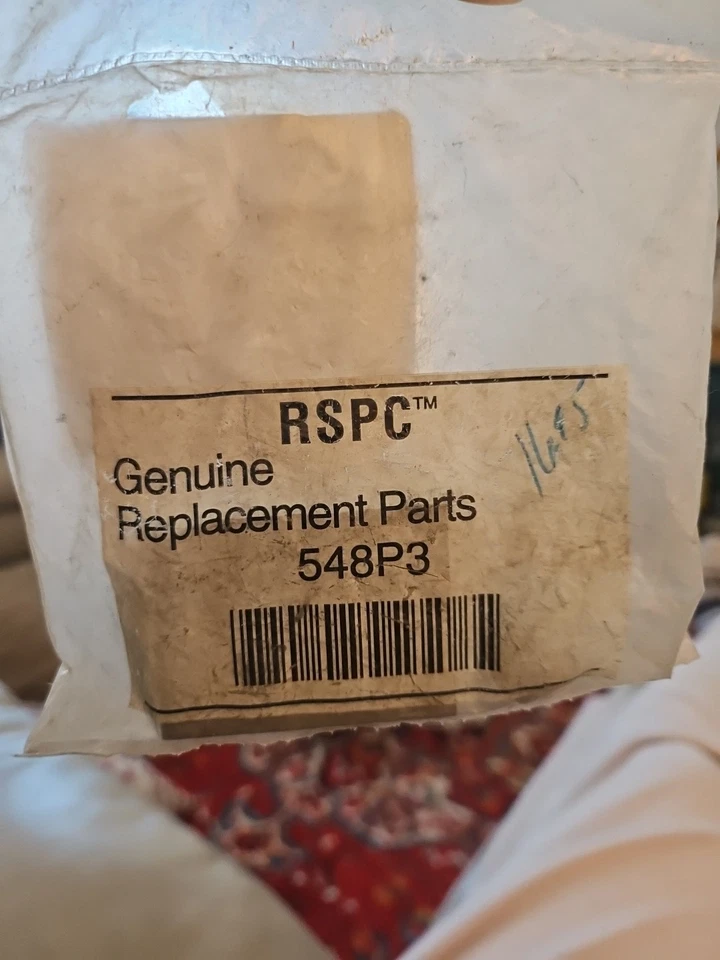 RSPC™
Genuine
Replacement Parts
548P3